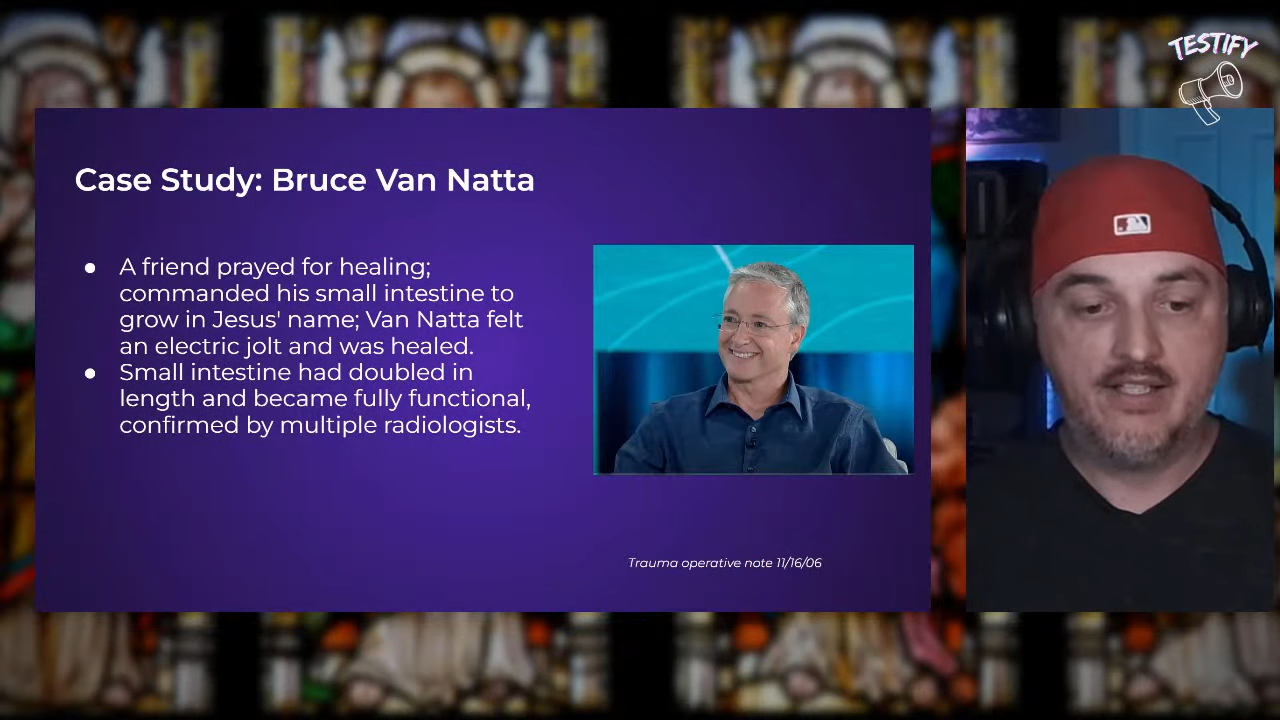 TESTIFY
Case Study: Bruce Van Natta
● A friend prayed for healing;
commanded his small intestine to
grow in Jesus' name; Van Natta felt
an electric jolt and was healed.
● Small intestine had doubled in
length and became fully functional,
confirmed by multiple radiologists.
Trauma operative note 11/16/06